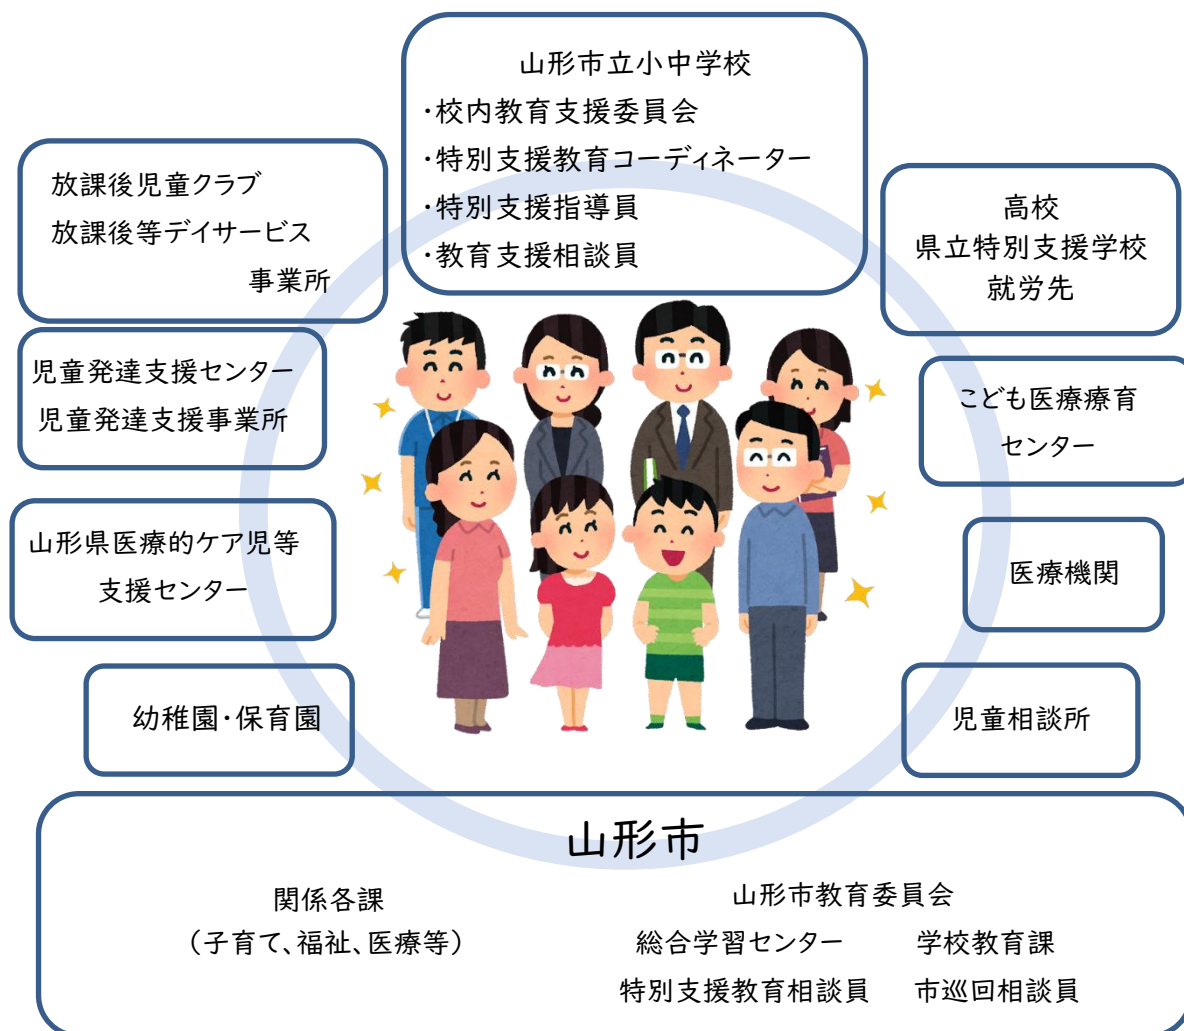 山形市立小中学校
・校内教育支援委員会
・特別支援教育コーディネーター
・特別支援指導員
・教育支援相談員
放課後児童クラブ
放課後等デイサービス
事業所
高校
県立特別支援学校
就労先
児童発達支援センター
児童発達支援事業所
こども医療療育
センター
山形県医療的ケア児等
支援センター
医療機関
幼稚園・保育園
児童相談所
山形市
関係各課
（子育て、福祉、医療等）
山形市教育委員会
総合学習センター 学校教育課
特別支援教育相談員 市巡回相談員